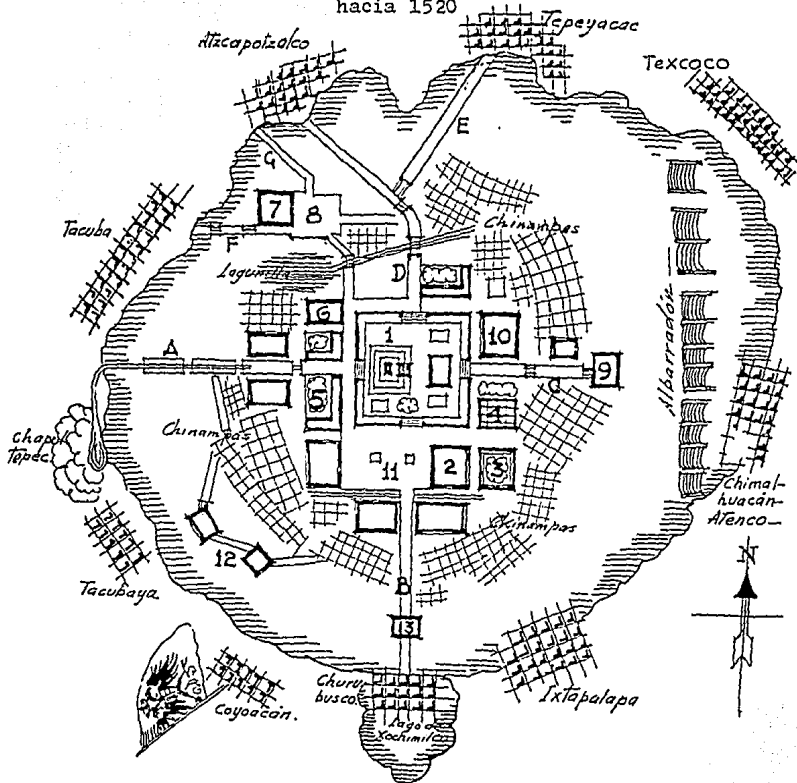 hacia 1520
Tepeyacac
Atzcapotzalco
Texcoco
E
G
7
8
Tacuba
F
Chinampas
Lagunilla
D
Albarradón
6
1
10
A
9
C
5
4
Chinampas
Chapul
tepec
11
2
3
Chimal-
huacán-
Atenco-
Chinampas
12
Tacubaya
N
B
13
Churu
busco
Coyoacán.
Ixtapalapa
Lago de
Xochimilco